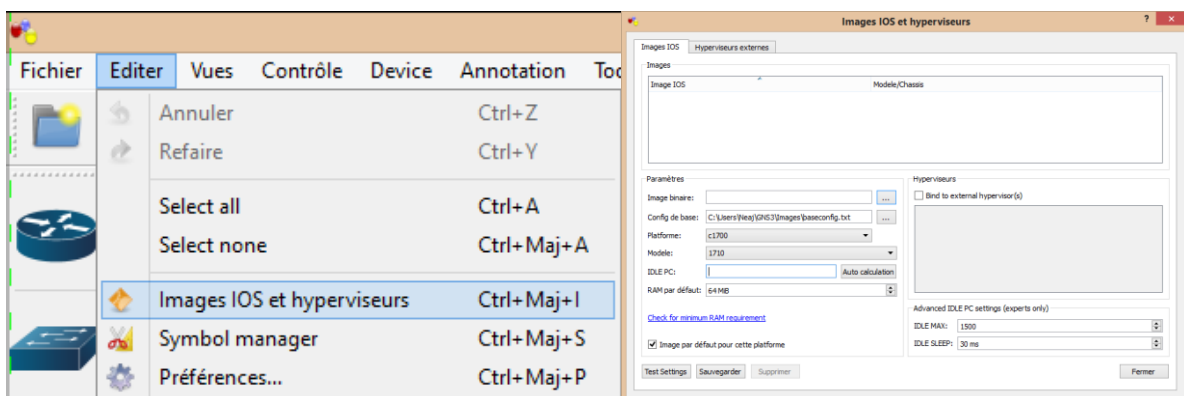 Fichier Editer Vues Contrôle Device Annotation Too
Annuler Ctrl+Z
Refaire Ctrl+Y
Select all Ctrl+A
Select none Ctrl+Maj+A
Images IOS et hyperviseurs Ctrl+Maj+I
Symbol manager Ctrl+Maj+S
Préférences... Ctrl+Maj+P
Images IOS et hyperviseurs ? ×
Images IOS Hyperviseurs externes
Images
Image IOS Modele/Chassis
Paramètres
Image binaire: ...
Config de base: C:\Users\Neaj\GNS3\Images\baseconfig.txt ...
Platforme: c1700
Modele: 1710
IDLE PC: Auto calculation
RAM par défaut: 64 MiB
Check for minimum RAM requirement
Image par défaut pour cette platforme
Test Settings Sauvegarder Supprimer
Hyperviseurs
Bind to external hypervisor(s)
Advanced IDLE PC settings (experts only)
IDLE MAX: 1500
IDLE SLEEP: 30 ms
Fermer